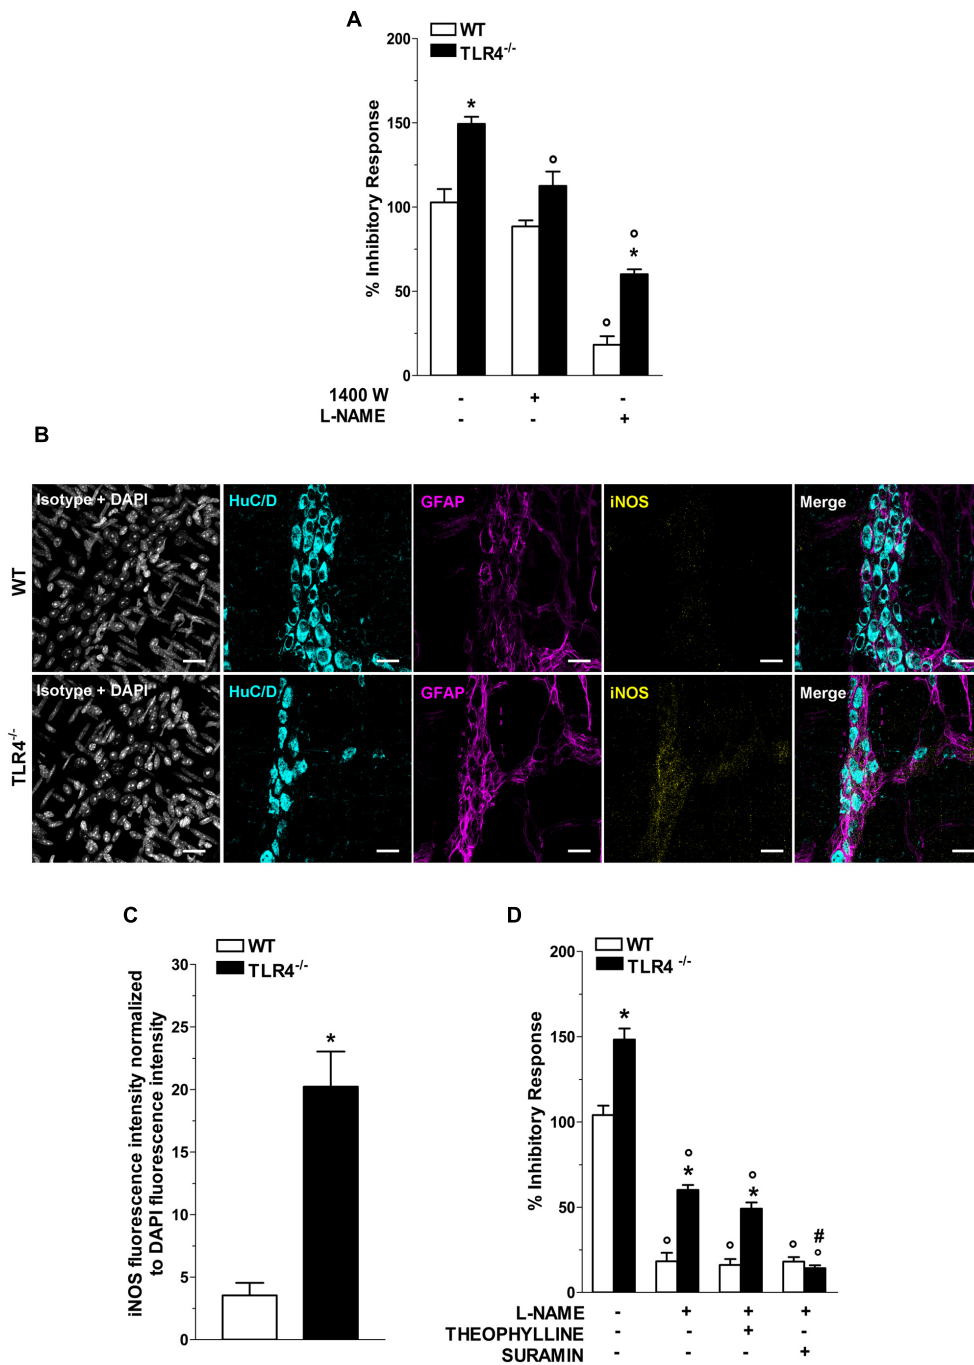 A
WT
TLR4-/-
% Inhibitory Response
200
150
100
50
0
*
°
°
°
*
1400 W - + -
L-NAME - - +
B
WT
Isotype + DAPI
HuC/D
GFAP
iNOS
Merge
TLR4-/-
Isotype + DAPI
HuC/D
GFAP
iNOS
Merge
C
WT
TLR4-/-
iNOS fluorescence intensity normalized
to DAPI fluorescence intensity
30
25
20
15
10
5
0
*
D
WT
TLR4 -/-
% Inhibitory Response
200
150
100
50
0
*
°
°
*
°
°
*
°
#
°
L-NAME - + + +
THEOPHYLLINE - - + -
SURAMIN - - - +